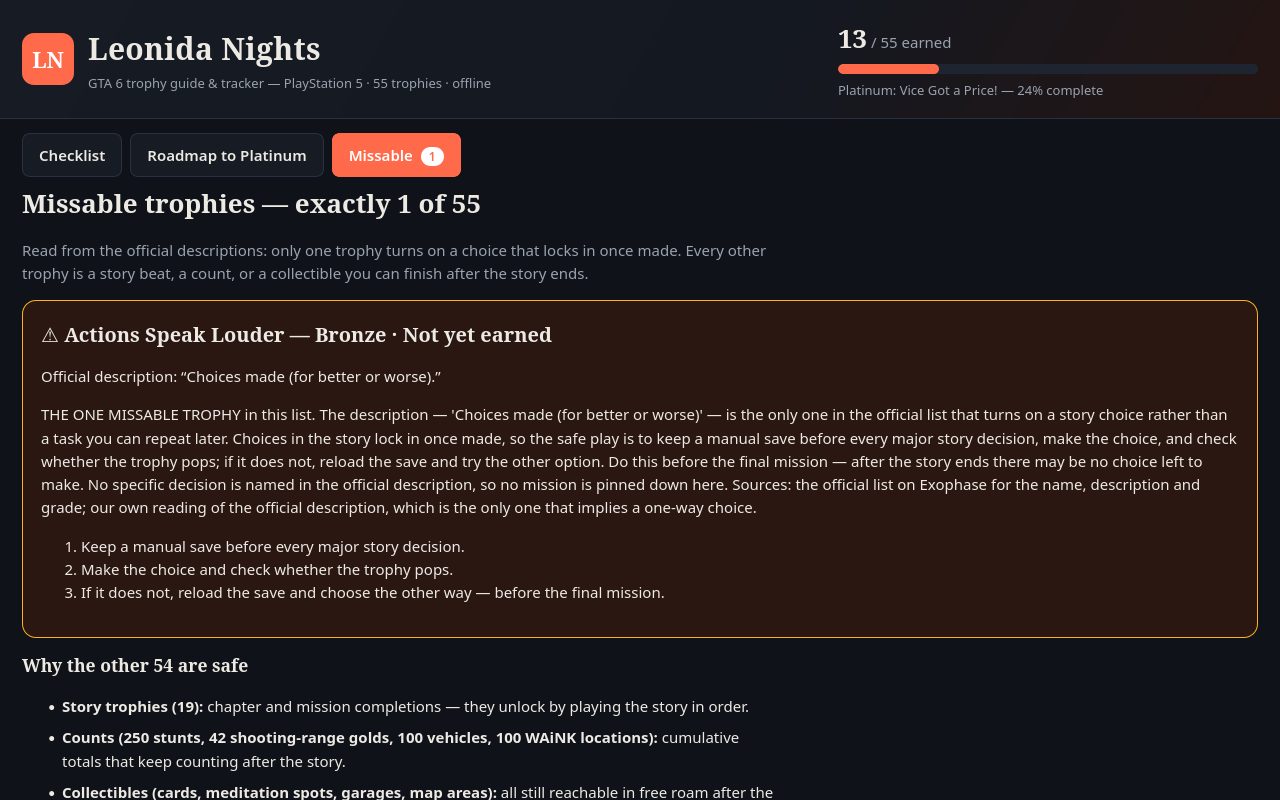 LN
Leonida Nights
GTA 6 trophy guide & tracker — PlayStation 5 · 55 trophies · offline
13 / 55 earned
Platinum: Vice Got a Price! — 24% complete
Checklist
Roadmap to Platinum
Missable 1
Missable trophies — exactly 1 of 55
Read from the official descriptions: only one trophy turns on a choice that locks in once made. Every other
trophy is a story beat, a count, or a collectible you can finish after the story ends.
⚠ Actions Speak Louder — Bronze · Not yet earned
Official description: “Choices made (for better or worse).”
THE ONE MISSABLE TROPHY in this list. The description — 'Choices made (for better or worse)' — is the only one in the official list that turns on a story choice rather than
a task you can repeat later. Choices in the story lock in once made, so the safe play is to keep a manual save before every major story decision, make the choice, and check
whether the trophy pops; if it does not, reload the save and try the other option. Do this before the final mission — after the story ends there may be no choice left to
make. No specific decision is named in the official description, so no mission is pinned down here. Sources: the official list on Exophase for the name, description and
grade; our own reading of the official description, which is the only one that implies a one-way choice.
1. Keep a manual save before every major story decision.
2. Make the choice and check whether the trophy pops.
3. If it does not, reload the save and choose the other way — before the final mission.
Why the other 54 are safe
• Story trophies (19): chapter and mission completions — they unlock by playing the story in order.
• Counts (250 stunts, 42 shooting-range golds, 100 vehicles, 100 WAiNK locations): cumulative
totals that keep counting after the story.
• Collectibles (cards, meditation spots, garages, map areas): all still reachable in free roam after the